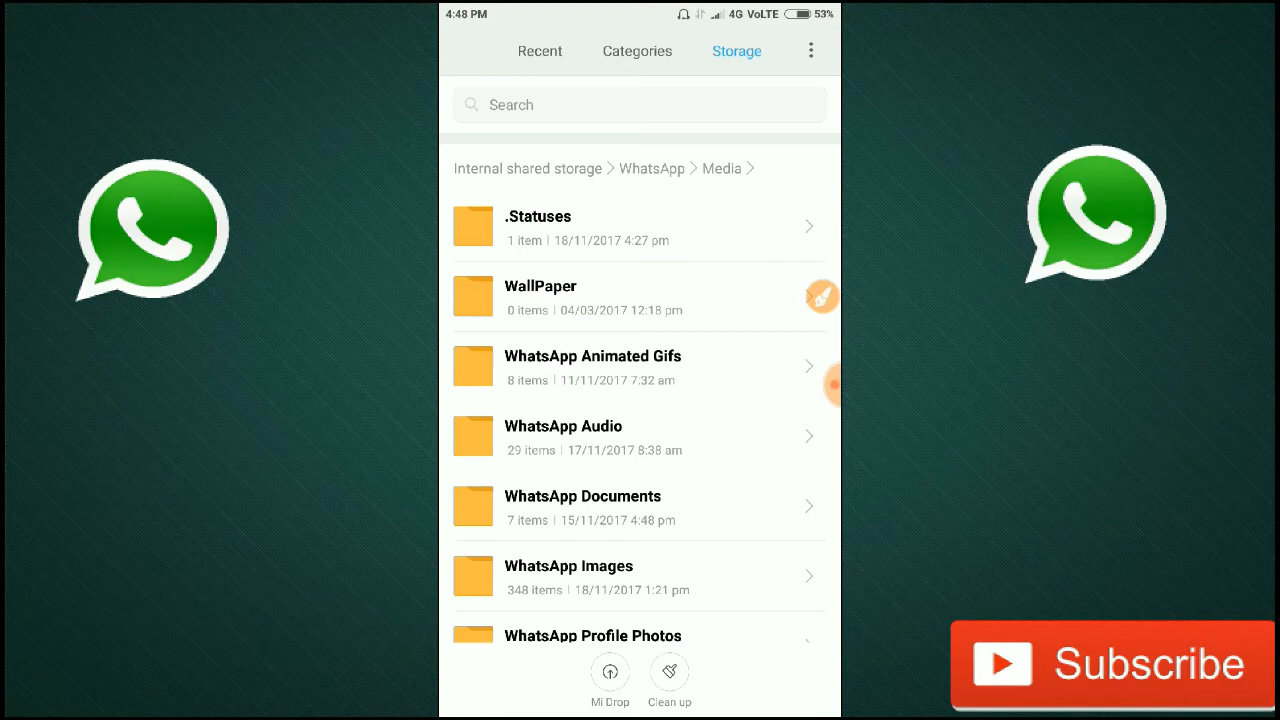 4:48 PM 4G VoLTE 53%
Recent Categories Storage
Search
Internal shared storage > WhatsApp > Media >
.Statuses
1 item | 18/11/2017 4:27 pm
WallPaper
0 items | 04/03/2017 12:18 pm
WhatsApp Animated Gifs
8 items | 11/11/2017 7:32 am
WhatsApp Audio
29 items | 17/11/2017 8:38 am
WhatsApp Documents
7 items | 15/11/2017 4:48 pm
WhatsApp Images
348 items | 18/11/2017 1:21 pm
WhatsApp Profile Photos
Mi Drop Clean up
Subscribe